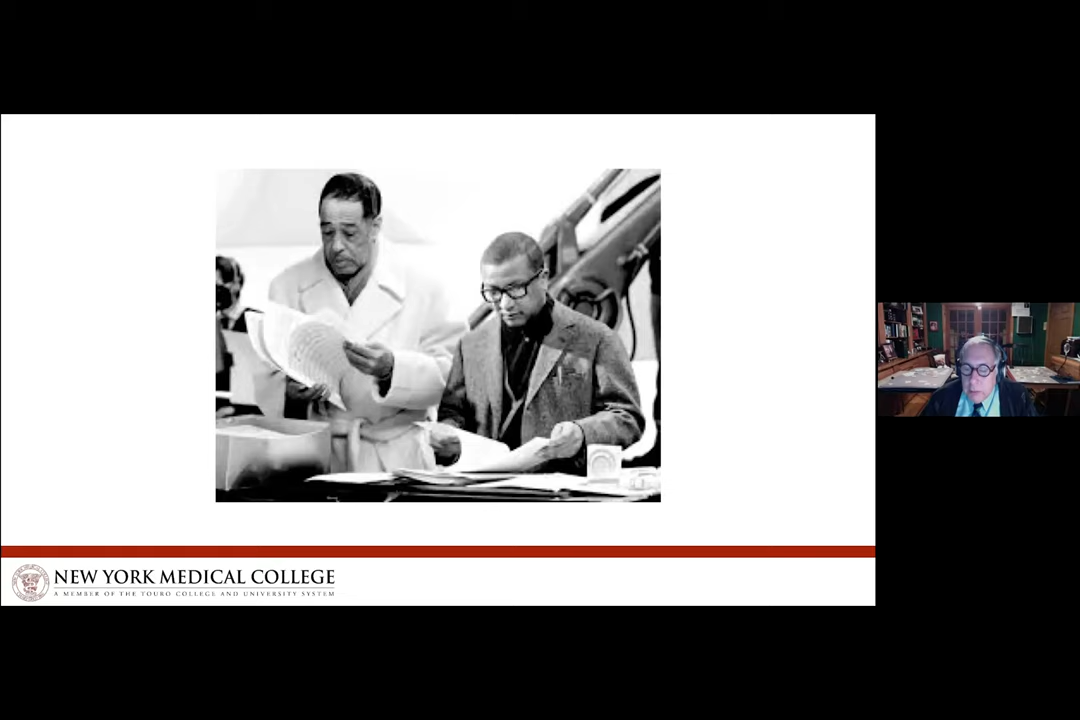 NEW YORK MEDICAL COLLEGE
A MEMBER OF THE TOURO COLLEGE AND UNIVERSITY SYSTEM